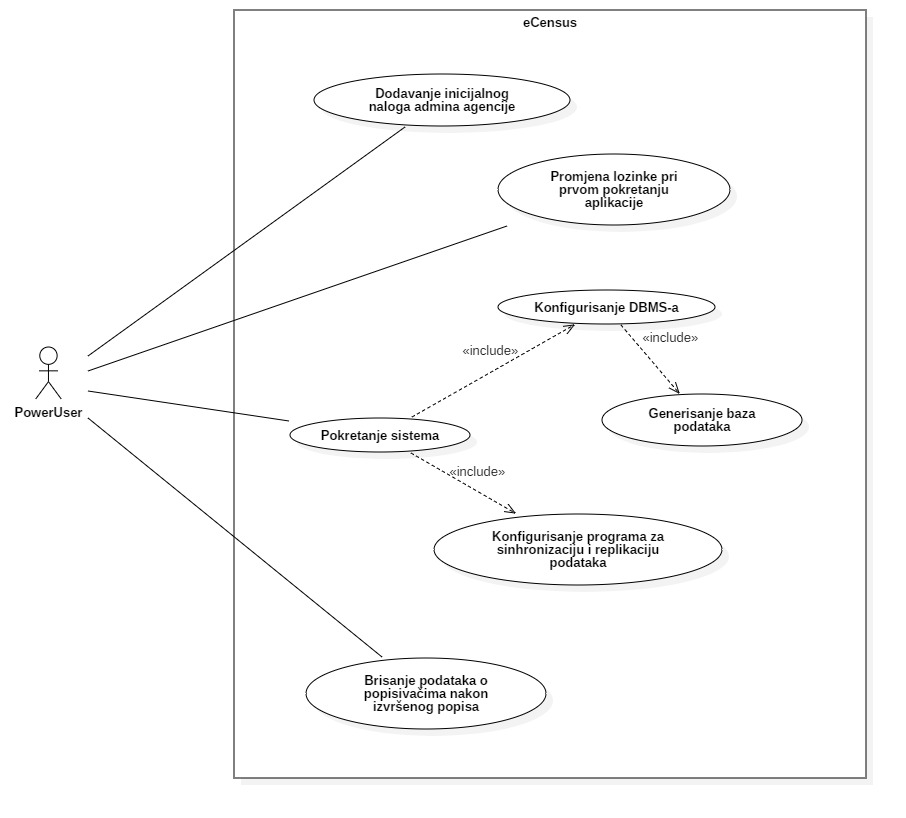 eCensus
Dodavanje inicijalnog
naloga admina agencije
Promjena lozinke pri
prvom pokretanju
aplikacije
Konfigurisanje DBMS-a
«include»
«include»
PowerUser
Generisanje baza
podataka
Pokretanje sistema
«include»
Konfigurisanje programa za
sinhronizaciju i replikaciju
podataka
Brisanje podataka o
popisivačima nakon
izvršenog popisa